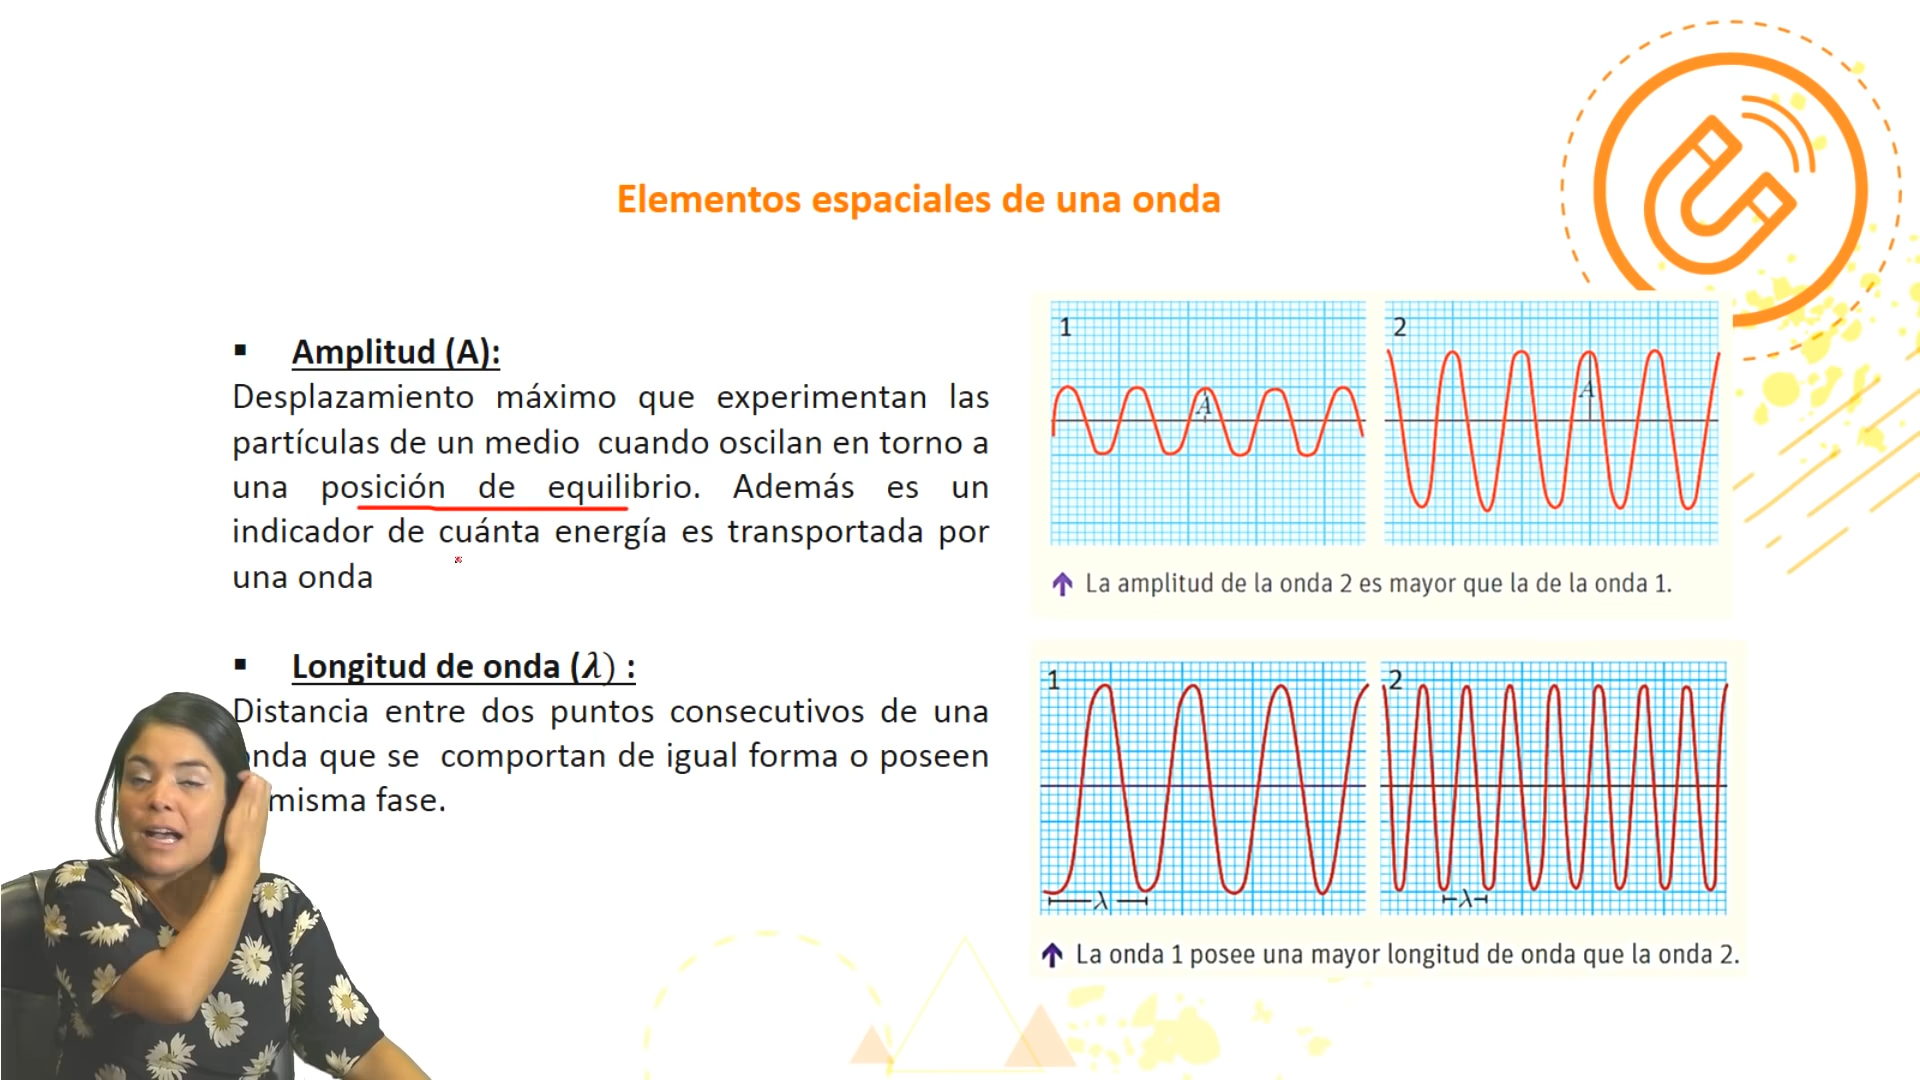 Elementos espaciales de una onda
▪ Amplitud (A):
Desplazamiento máximo que experimentan las
partículas de un medio cuando oscilan en torno a
una posición de equilibrio. Además es un
indicador de cuánta energía es transportada por
una onda
▪ Longitud de onda (λ) :
Distancia entre dos puntos consecutivos de una
onda que se comportan de igual forma o poseen
misma fase.
1
A
2
A
La amplitud de la onda 2 es mayor que la de la onda 1.
1
λ
2
λ
La onda 1 posee una mayor longitud de onda que la onda 2.